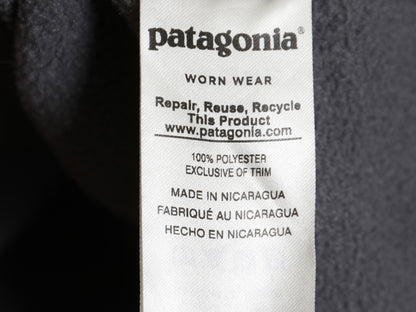 patagonia®
WORN WEAR
Repair, Reuse, Recycle
This Product
www.patagonia.com
100% POLYESTER
EXCLUSIVE OF TRIM
MADE IN NICARAGUA
FABRIQUÉ AU NICARAGUA
HECHO EN NICARAGUA